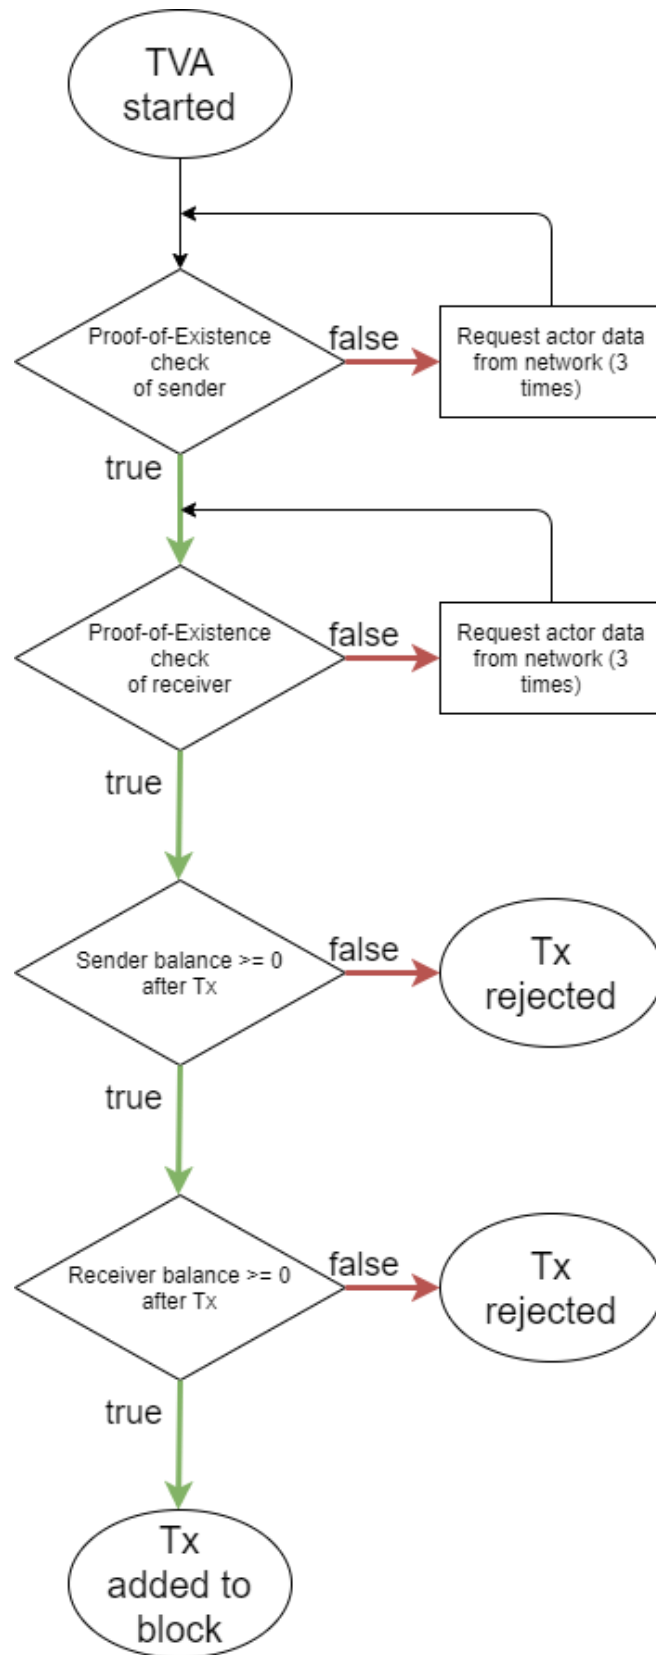 TVA
started
Proof-of-Existence
check
of sender
false
Request actor data
from network (3
times)
true
Proof-of-Existence
check
of receiver
false
Request actor data
from network (3
times)
true
Sender balance >= 0
after Tx
false
Tx
rejected
true
Receiver balance >= 0
after Tx
false
Tx
rejected
true
Tx
added to
block